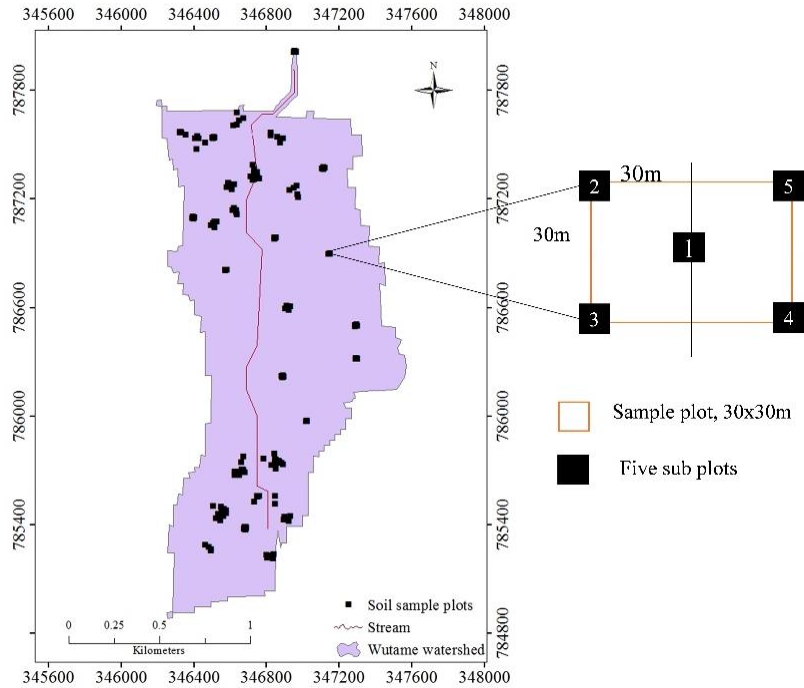 345600 346000 346400 346800 347200 347600 348000
787800
787200
786600
786000
785400
784800
787800
787200
786600
786000
785400
784800
N
Soil sample plots
Stream
Wutame watershed
0 0.25 0.5 1
Kilometers
345600 346000 346400 346800 347200 347600 348000
30m
30m
2
5
1
3
4
Sample plot, 30x30m
Five sub plots